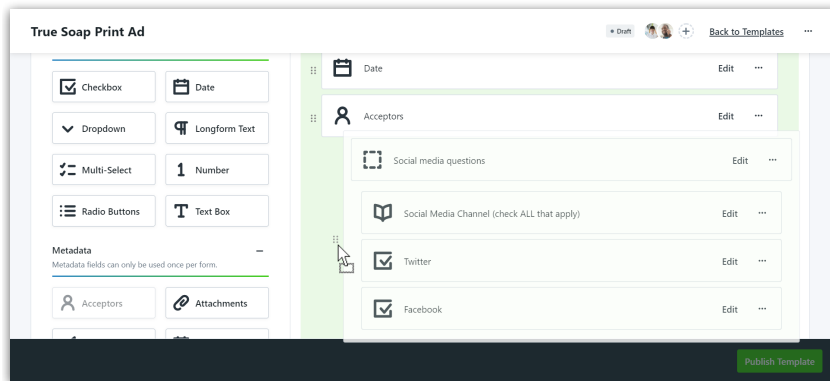 True Soap Print Ad
Draft
Back to Templates
Checkbox
Date
Dropdown
Longform Text
Multi-Select
1 Number
Radio Buttons
Text Box
Metadata
Metadata fields can only be used once per form.
Acceptors
Attachments
Date Edit
Acceptors Edit
Social media questions Edit
Social Media Channel (check ALL that apply) Edit
Twitter Edit
Facebook Edit
Publish Template